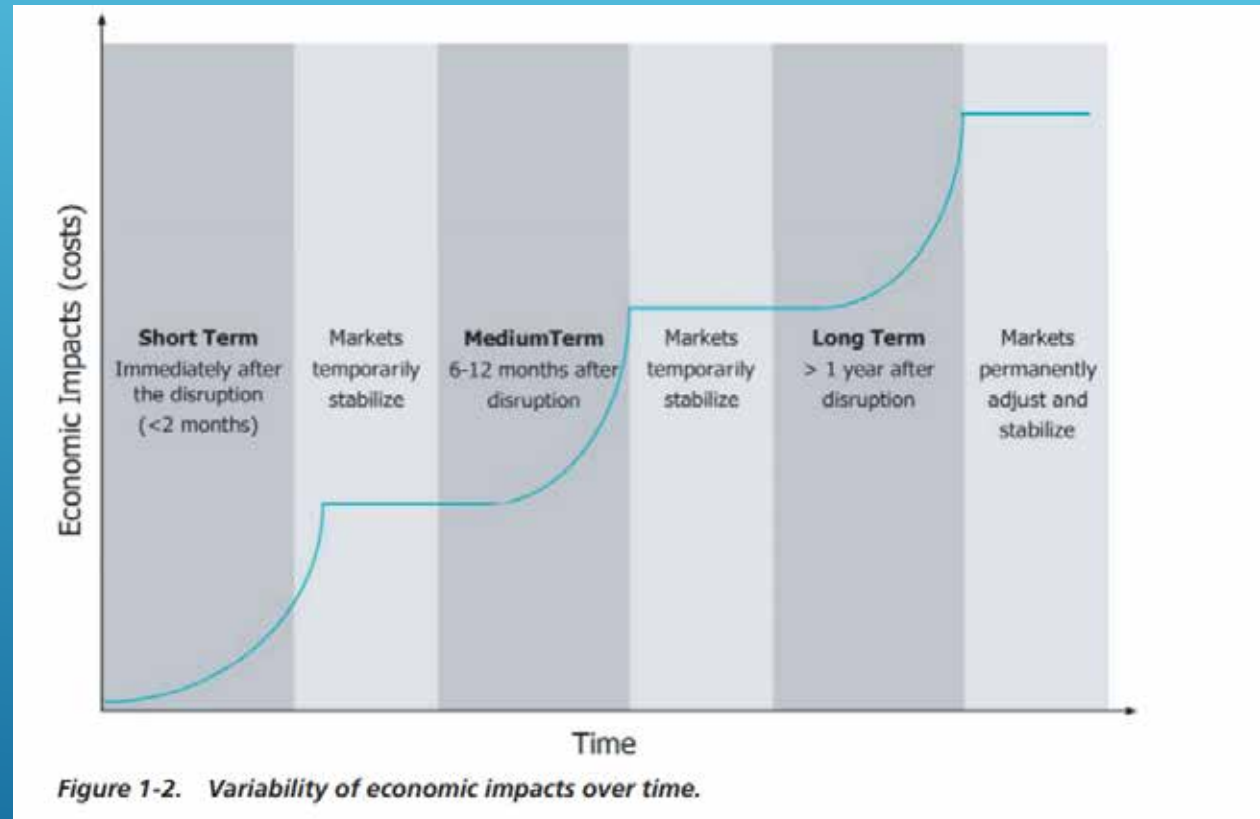 Economic Impacts (costs)
Short Term
Immediately after
the disruption
(<2 months)
Markets
temporarily
stabilize
MediumTerm
6-12 months after
disruption
Markets
temporarily
stabilize
Long Term
> 1 year after
disruption
Markets
permanently
adjust and
stabilize
Time
Figure 1-2. Variability of economic impacts over time.